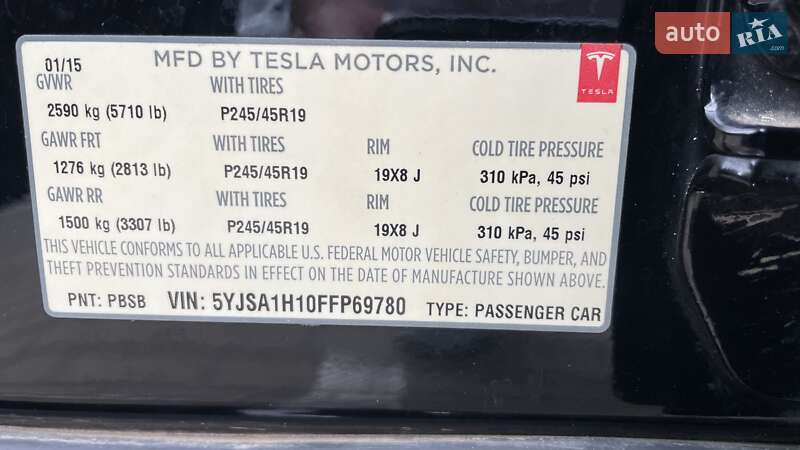 auto RIA.com
01/15 MFD BY TESLA MOTORS, INC.
TESLA
GVWR WITH TIRES
2590 kg (5710 lb) P245/45R19
GAWR FRT WITH TIRES RIM COLD TIRE PRESSURE
1276 kg (2813 lb) P245/45R19 19X8 J 310 kPa, 45 psi
GAWR RR WITH TIRES RIM COLD TIRE PRESSURE
1500 kg (3307 lb) P245/45R19 19X8 J 310 kPa, 45 psi
THIS VEHICLE CONFORMS TO ALL APPLICABLE U.S. FEDERAL MOTOR VEHICLE SAFETY, BUMPER, AND
THEFT PREVENTION STANDARDS IN EFFECT ON THE DATE OF MANUFACTURE SHOWN ABOVE.
PNT: PBSB VIN: 5YJSA1H10FFP69780 TYPE: PASSENGER CAR